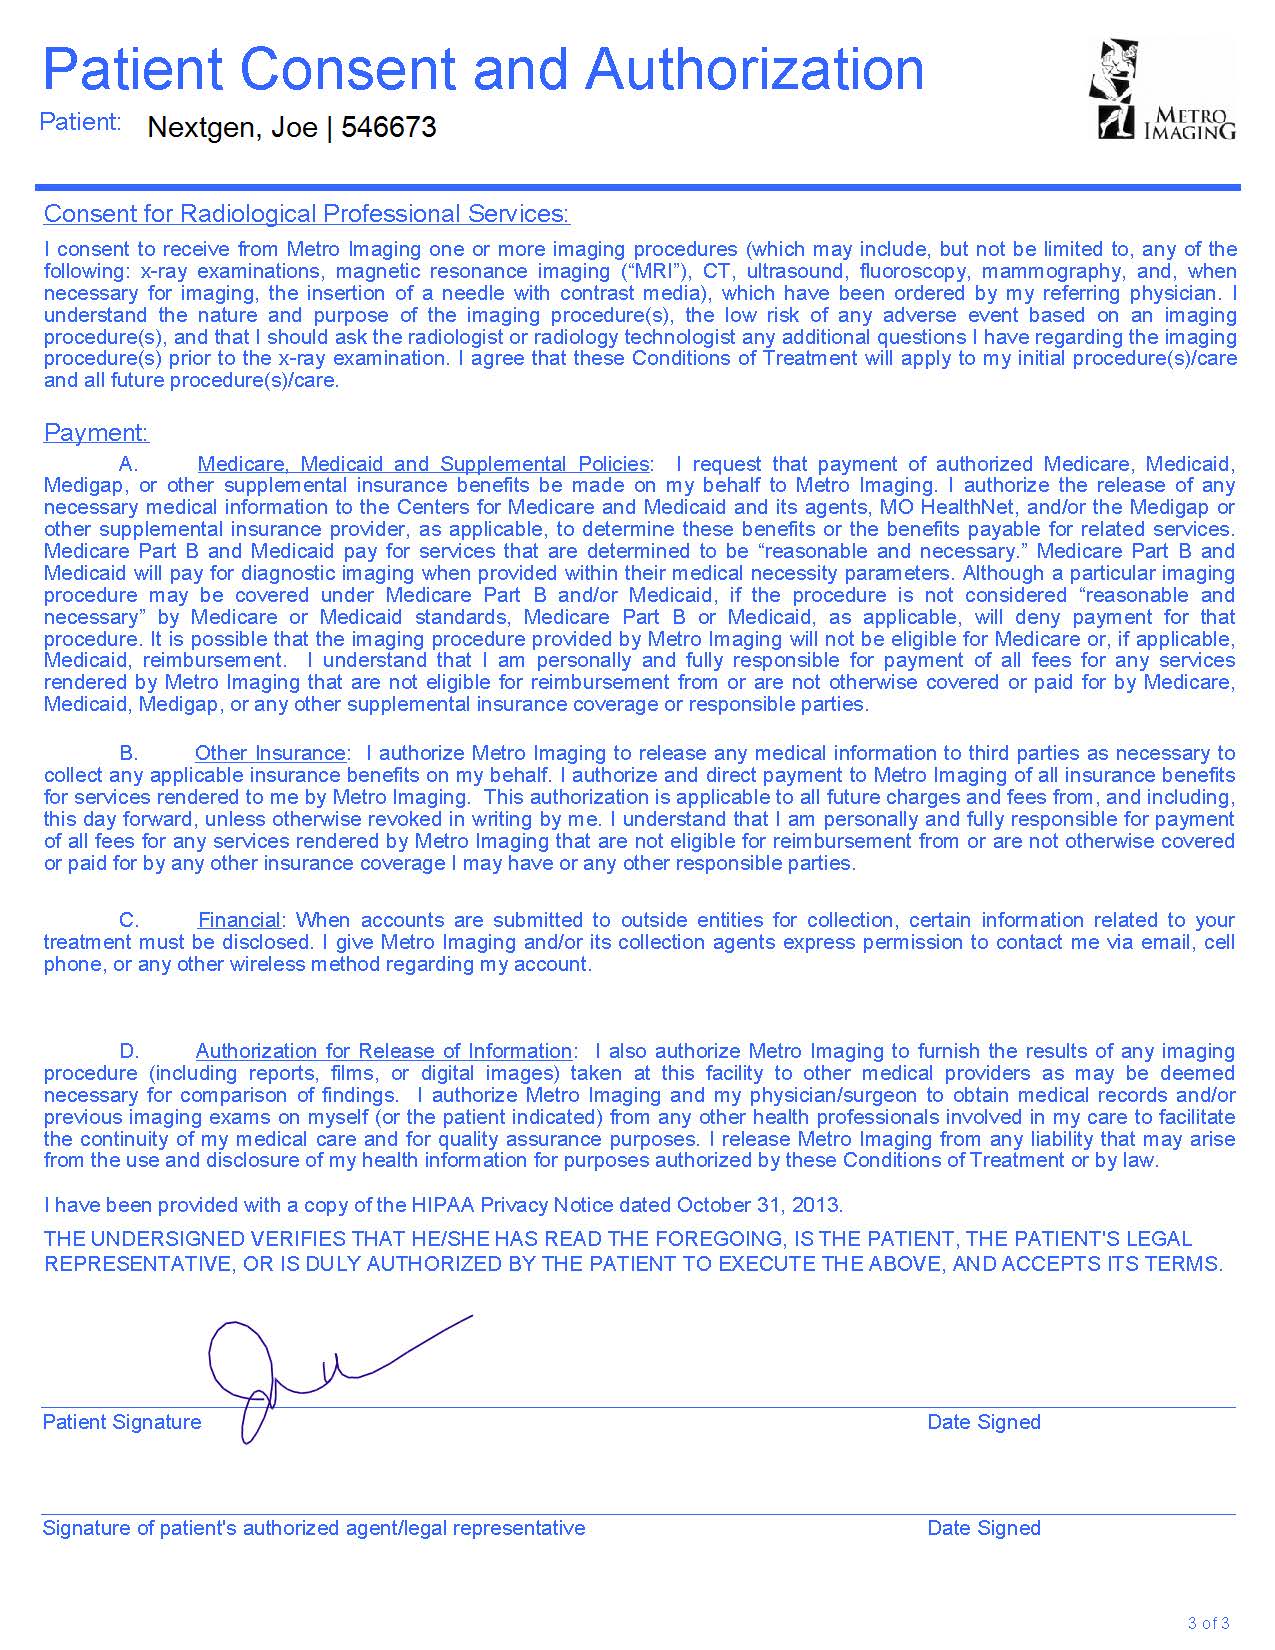 Patient Consent and Authorization
Patient: Nextgen, Joe | 546673
METRO
IMAGING
Consent for Radiological Professional Services:
I consent to receive from Metro Imaging one or more imaging procedures (which may include, but not be limited to, any of the
following: x-ray examinations, magnetic resonance imaging (“MRI”), CT, ultrasound, fluoroscopy, mammography, and, when
necessary for imaging, the insertion of a needle with contrast media), which have been ordered by my referring physician. I
understand the nature and purpose of the imaging procedure(s), the low risk of any adverse event based on an imaging
procedure(s), and that I should ask the radiologist or radiology technologist any additional questions I have regarding the imaging
procedure(s) prior to the x-ray examination. I agree that these Conditions of Treatment will apply to my initial procedure(s)/care
and all future procedure(s)/care.
Payment:
A. Medicare, Medicaid and Supplemental Policies: I request that payment of authorized Medicare, Medicaid,
Medigap, or other supplemental insurance benefits be made on my behalf to Metro Imaging. I authorize the release of any
necessary medical information to the Centers for Medicare and Medicaid and its agents, MO HealthNet, and/or the Medigap or
other supplemental insurance provider, as applicable, to determine these benefits or the benefits payable for related services.
Medicare Part B and Medicaid pay for services that are determined to be “reasonable and necessary.” Medicare Part B and
Medicaid will pay for diagnostic imaging when provided within their medical necessity parameters. Although a particular imaging
procedure may be covered under Medicare Part B and/or Medicaid, if the procedure is not considered “reasonable and
necessary” by Medicare or Medicaid standards, Medicare Part B or Medicaid, as applicable, will deny payment for that
procedure. It is possible that the imaging procedure provided by Metro Imaging will not be eligible for Medicare or, if applicable,
Medicaid, reimbursement. I understand that I am personally and fully responsible for payment of all fees for any services
rendered by Metro Imaging that are not eligible for reimbursement from or are not otherwise covered or paid for by Medicare,
Medicaid, Medigap, or any other supplemental insurance coverage or responsible parties.
B. Other Insurance: I authorize Metro Imaging to release any medical information to third parties as necessary to
collect any applicable insurance benefits on my behalf. I authorize and direct payment to Metro Imaging of all insurance benefits
for services rendered to me by Metro Imaging. This authorization is applicable to all future charges and fees from, and including,
this day forward, unless otherwise revoked in writing by me. I understand that I am personally and fully responsible for payment
of all fees for any services rendered by Metro Imaging that are not eligible for reimbursement from or are not otherwise covered
or paid for by any other insurance coverage I may have or any other responsible parties.
C. Financial: When accounts are submitted to outside entities for collection, certain information related to your
treatment must be disclosed. I give Metro Imaging and/or its collection agents express permission to contact me via email, cell
phone, or any other wireless method regarding my account.
D. Authorization for Release of Information: I also authorize Metro Imaging to furnish the results of any imaging
procedure (including reports, films, or digital images) taken at this facility to other medical providers as may be deemed
necessary for comparison of findings. I authorize Metro Imaging and my physician/surgeon to obtain medical records and/or
previous imaging exams on myself (or the patient indicated) from any other health professionals involved in my care to facilitate
the continuity of my medical care and for quality assurance purposes. I release Metro Imaging from any liability that may arise
from the use and disclosure of my health information for purposes authorized by these Conditions of Treatment or by law.
I have been provided with a copy of the HIPAA Privacy Notice dated October 31, 2013.
THE UNDERSIGNED VERIFIES THAT HE/SHE HAS READ THE FOREGOING, IS THE PATIENT, THE PATIENT'S LEGAL
REPRESENTATIVE, OR IS DULY AUTHORIZED BY THE PATIENT TO EXECUTE THE ABOVE, AND ACCEPTS ITS TERMS.
Patient Signature Date Signed
Signature of patient's authorized agent/legal representative Date Signed
3 of 3